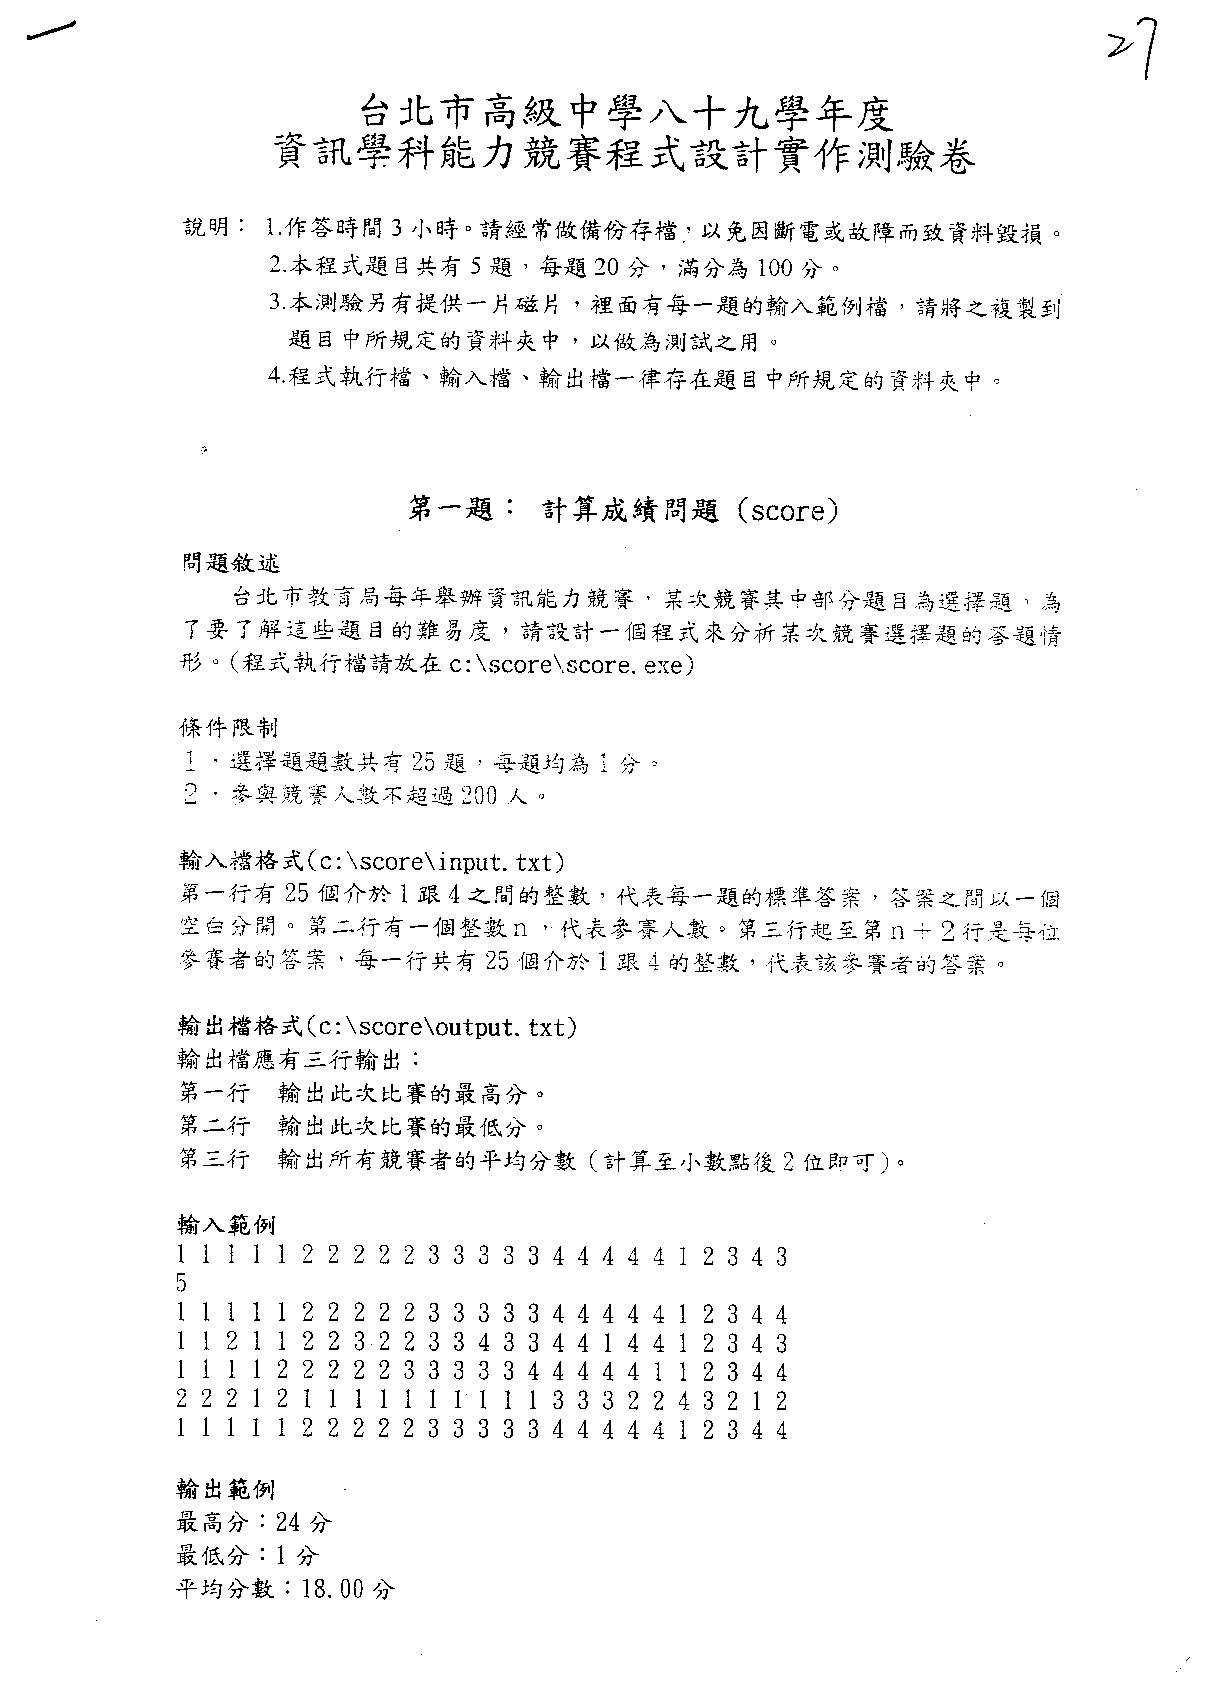 一
27
台北市高級中學八十九學年度
資訊學科能力競賽程式設計實作測驗卷
說明： 1.作答時間 3 小時。請經常做備份存檔，以免因斷電或故障而致資料毀損。
2.本程式題目共有 5 題，每題 20 分，滿分為 100 分。
3.本測驗另有提供一片磁片，裡面有每一題的輸入範例檔，請將之複製到
題目中所規定的資料夾中，以做為測試之用。
4.程式執行檔、輸入檔、輸出檔一律存在題目中所規定的資料夾中。
第一題： 計算成績問題 (score)
問題敘述
台北市教育局每年舉辦資訊能力競賽，某次競賽其中部分題目為選擇題。為
了要了解這些題目的難易度，請設計一個程式來分析某次競賽選擇題的答題情
形。(程式執行檔請放在 c:\score\score.exe)
條件限制
１．選擇題題數共有 25 題，每題均為 1 分。
２．參與競賽人數不超過 200 人。
輸入檔格式(c:\score\input.txt)
第一行有 25 個介於 1 跟 4 之間的整數，代表每一題的標準答案，答案之間以一個
空白分開。第二行有一個整數ｎ，代表參賽人數。第三行起至第ｎ＋２行是每位
參賽者的答案，每一行共有 25 個介於 1 跟 4 的整數，代表該參賽者的答案。
輸出檔格式(c:\score\output.txt)
輸出檔應有三行輸出：
第一行　輸出此次比賽的最高分。
第二行　輸出此次比賽的最低分。
第三行　輸出所有競賽者的平均分數 (計算至小數點後 2 位即可)。
輸入範例
1 1 1 1 1 2 2 2 2 2 3 3 3 3 3 4 4 4 4 4 1 2 3 4 3
5
1 1 1 1 1 2 2 2 2 2 3 3 3 3 3 4 4 4 4 4 1 2 3 4 4
1 1 2 1 1 2 2 3 2 2 3 3 4 3 3 4 4 1 4 4 1 2 3 4 3
1 1 1 1 2 2 2 2 2 3 3 3 3 3 4 4 4 4 4 1 1 2 3 4 4
2 2 2 1 2 1 1 1 1 1 1 1 1 1 1 3 3 3 2 2 4 3 2 1 2
1 1 1 1 1 2 2 2 2 2 3 3 3 3 3 4 4 4 4 4 1 2 3 4 4
輸出範例
最高分：24 分
最低分：1 分
平均分數：18.00 分